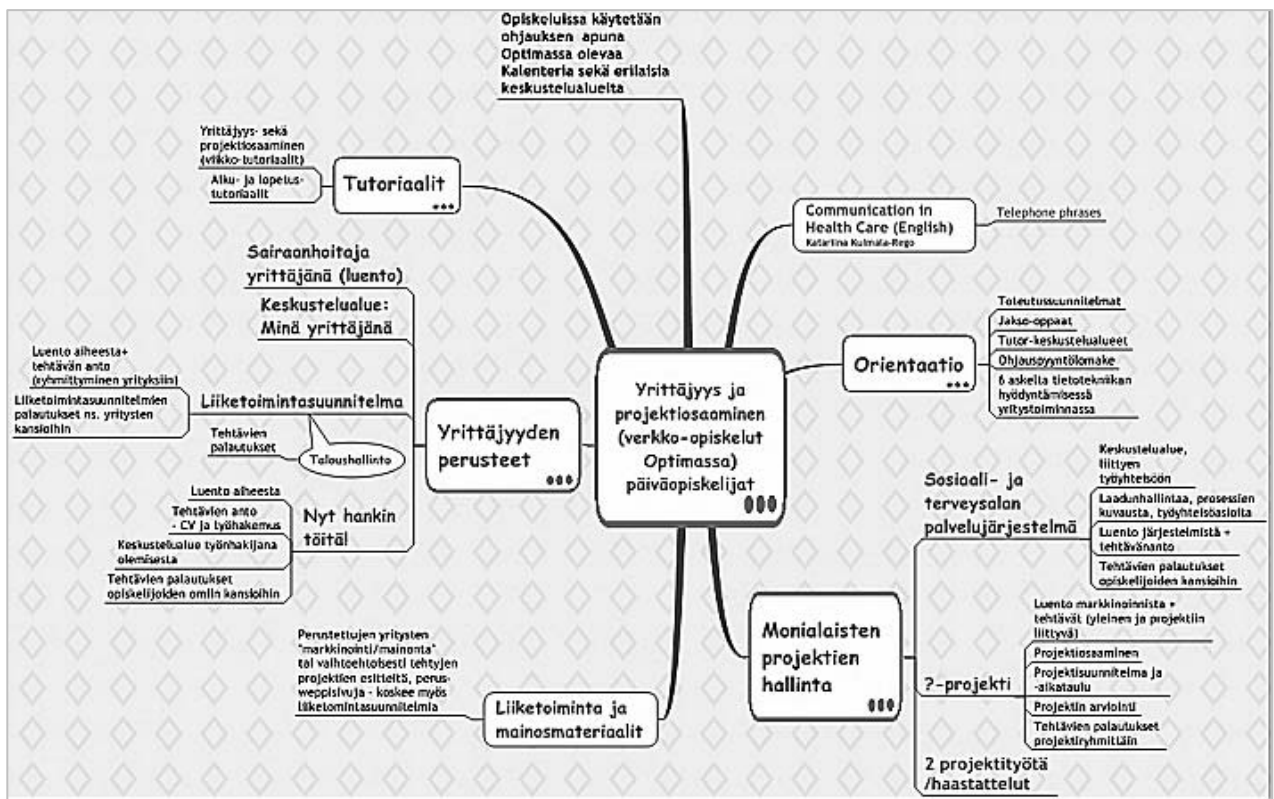 Opiskeluissa käytetään
ohjauksen apuna
Optimassa olevaa
Kalenteria sekä erilaisia
keskustelualueita
Yrittäjyys- sekä
projektiosaaminen
(viikko-tutoriaalit)
Alku- ja lopetus-
tutoriaalit
Tutoriaalit
Communication in
Health Care (English)
Katariina Kulmala-Rego
Telephone phrases
Sairaanhoitaja
yrittäjänä (luento)
Keskustelualue:
Minä yrittäjänä
Luento aiheesta+
tehtävän anto
(ryhmittyminen yrityksiin)
Liiketoimintasuunnitelmien
palautukset ns. yritysten
kansioihin
Liiketoimintasuunnitelma
Tehtävien
palautukset
Taloushallinto
Luento aiheesta
Tehtävien anto
- CV ja työhakemus
Keskustelualue työnhakijana
olemisesta
Tehtävien palautukset
opiskelijoiden omiin kansioihin
Nyt hankin
töitä!
Yrittäjyyden
perusteet
Yrittäjyys ja
projektiosaaminen
(verkko-opiskelut
Optimassa)
päiväopiskelijat
Orientaatio
Toteutussuunnitelmat
Jakso-oppaat
Tutor-keskustelualueet
Ohjauspyyntölomake
6 askelta tietotekniikan
hyödyntämisessä
yritystoiminnassa
Sosiaali- ja
terveysalan
palvelujärjestelmä
Keskustelualue,
liittyen
työyhteisöön
Laadunhallintaa, prosessien
kuvausta, työyhteisöasioita
Luento järjestelmistä +
tehtävänanto
Tehtävien palautukset
opiskelijoiden kansioihin
Monialaisten
projektien
hallinta
?-projekti
Luento markkinoinnista +
tehtävät (yleinen ja projektiin
liittyvä)
Projektiosaaminen
Projektisuunnitelma ja
-aikataulu
Projektin arviointi
Tehtävien palautukset
projektiryhmittäin
2 projektityötä
/haastattelut
Perustettujen yritysten
"markkinointi/mainonta"
tai vaihtoehtoisesti tehtyjen
projektien esitteitä, perus-
weppisivuja - koskee myös
liiketomintasuunnitelmia
Liiketoiminta ja
mainosmateriaalit